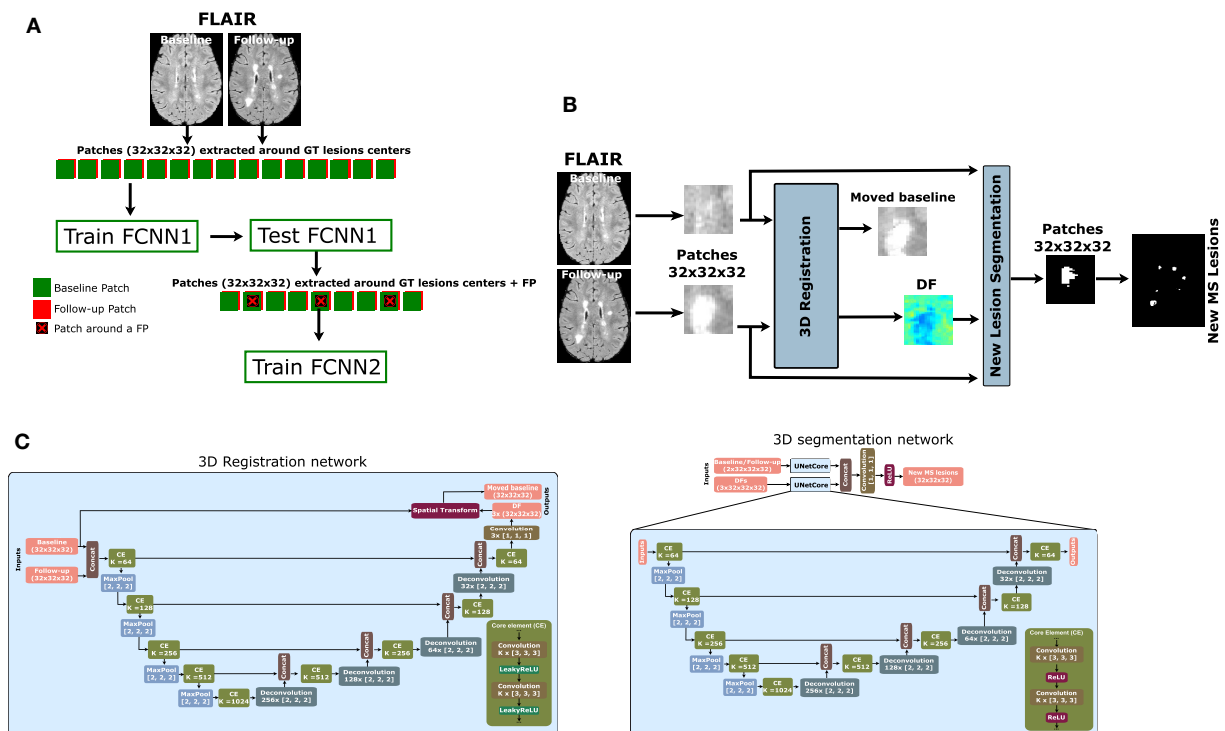 A
FLAIR
Baseline
Follow-up
Patches (32x32x32) extracted around GT lesions centers
Train FCNN1
Test FCNN1
Patches (32x32x32) extracted around GT lesions centers + FP
Baseline Patch
Follow-up Patch
Patch around a FP
Train FCNN2
B
FLAIR
Baseline
Follow-up
Patches
32x32x32
3D Registration
Moved baseline
DF
New Lesion Segmentation
Patches
32x32x32
New MS Lesions
C
3D Registration network
Inputs
Baseline
(32x32x32)
Follow-up
(32x32x32)
Concat
CE
K =64
MaxPool
[2, 2, 2]
CE
K =128
MaxPool
[2, 2, 2]
CE
K =256
MaxPool
[2, 2, 2]
CE
K =512
MaxPool
[2, 2, 2]
CE
K =1024
Deconvolution
256x [2, 2, 2]
Concat
CE
K =512
Deconvolution
128x [2, 2, 2]
Concat
CE
K =256
Deconvolution
64x [2, 2, 2]
Concat
CE
K =128
Deconvolution
32x [2, 2, 2]
Concat
CE
K =64
Convolution
3x [1, 1, 1]
DF
3x (32x32x32)
Spatial Transform
Moved baseline
(32x32x32)
Outputs
Core element (CE)
Convolution
K x [3, 3, 3]
LeakyReLU
Convolution
K x [3, 3, 3]
LeakyReLU
3D segmentation network
Inputs
Baseline/Follow-up
(2x32x32x32)
DFs
(3x32x32x32)
UNetCore
UNetCore
Concat
Convolution
[1, 1, 1]
ReLU
New MS lesions
(32x32x32)
Inputs
CE
K =64
MaxPool
[2, 2, 2]
CE
K =128
MaxPool
[2, 2, 2]
CE
K =256
MaxPool
[2, 2, 2]
CE
K =512
MaxPool
[2, 2, 2]
CE
K =1024
Deconvolution
256x [2, 2, 2]
Concat
CE
K =512
Deconvolution
128x [2, 2, 2]
Concat
CE
K =256
Deconvolution
64x [2, 2, 2]
Concat
CE
K =128
Deconvolution
32x [2, 2, 2]
Concat
CE
K =64
Outputs
Core Element (CE)
Convolution
K x [3, 3, 3]
ReLU
Convolution
K x [3, 3, 3]
ReLU